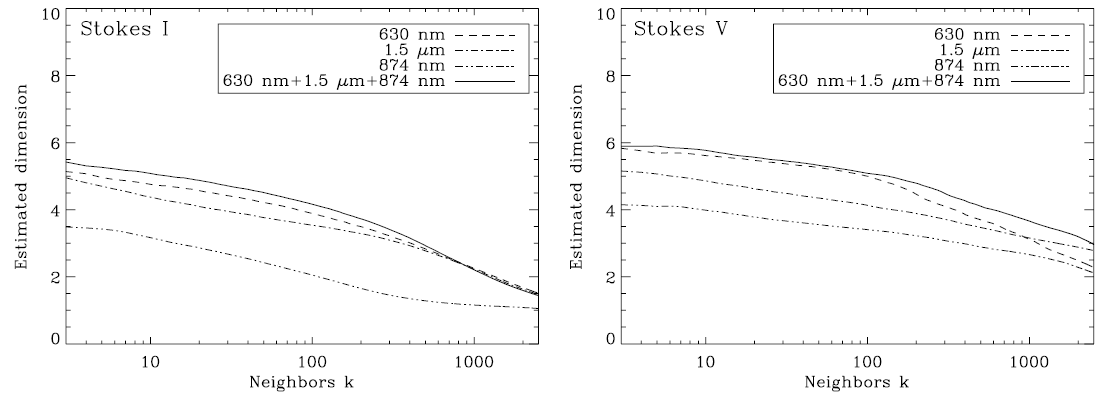 Stokes I
630 nm
1.5 μm
874 nm
630 nm+1.5 μm+874 nm
Estimated dimension
10
8
6
4
2
0
10
100
1000
Neighbors k
Stokes V
630 nm
1.5 μm
874 nm
630 nm+1.5 μm+874 nm
Estimated dimension
10
8
6
4
2
0
10
100
1000
Neighbors k